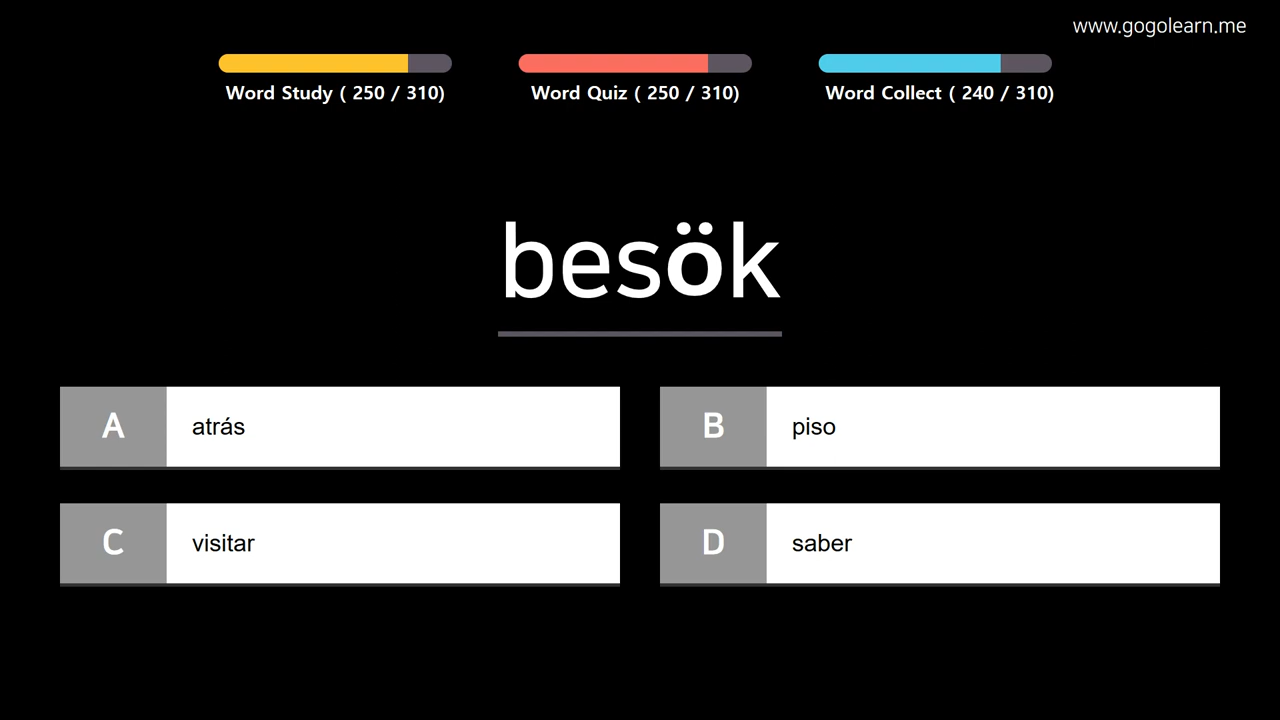 www.gogolearn.me
Word Study ( 250 / 310)
Word Quiz ( 250 / 310)
Word Collect ( 240 / 310)
besök
A atrás
B piso
C visitar
D saber